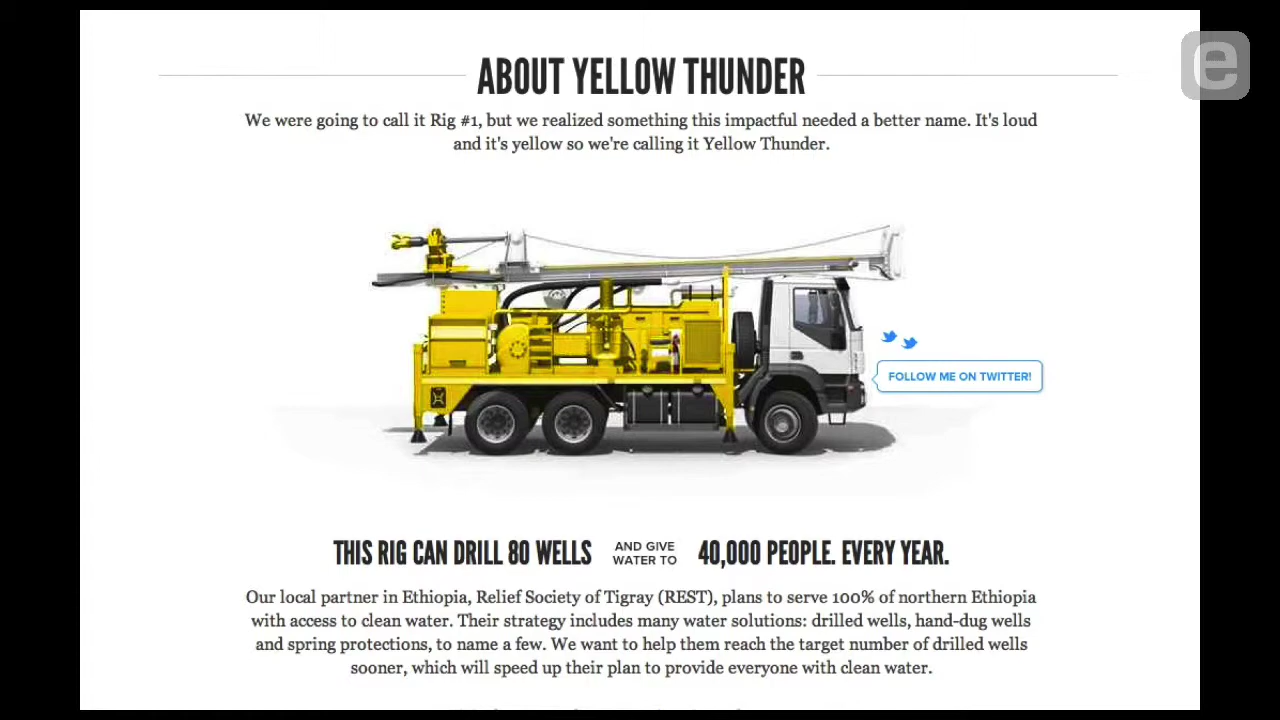 e
ABOUT YELLOW THUNDER
We were going to call it Rig #1, but we realized something this impactful needed a better name. It's loud
and it's yellow so we're calling it Yellow Thunder.
FOLLOW ME ON TWITTER!
THIS RIG CAN DRILL 80 WELLS AND GIVE WATER TO 40,000 PEOPLE. EVERY YEAR.
Our local partner in Ethiopia, Relief Society of Tigray (REST), plans to serve 100% of northern Ethiopia
with access to clean water. Their strategy includes many water solutions: drilled wells, hand-dug wells
and spring protections, to name a few. We want to help them reach the target number of drilled wells
sooner, which will speed up their plan to provide everyone with clean water.